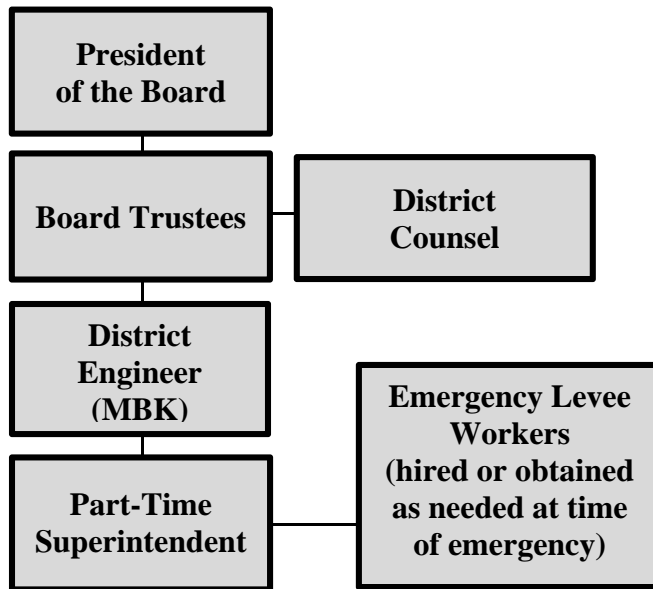 President
of the Board
Board Trustees
District
Counsel
District
Engineer
(MBK)
Emergency Levee
Workers
(hired or obtained
as needed at time
of emergency)
Part-Time
Superintendent